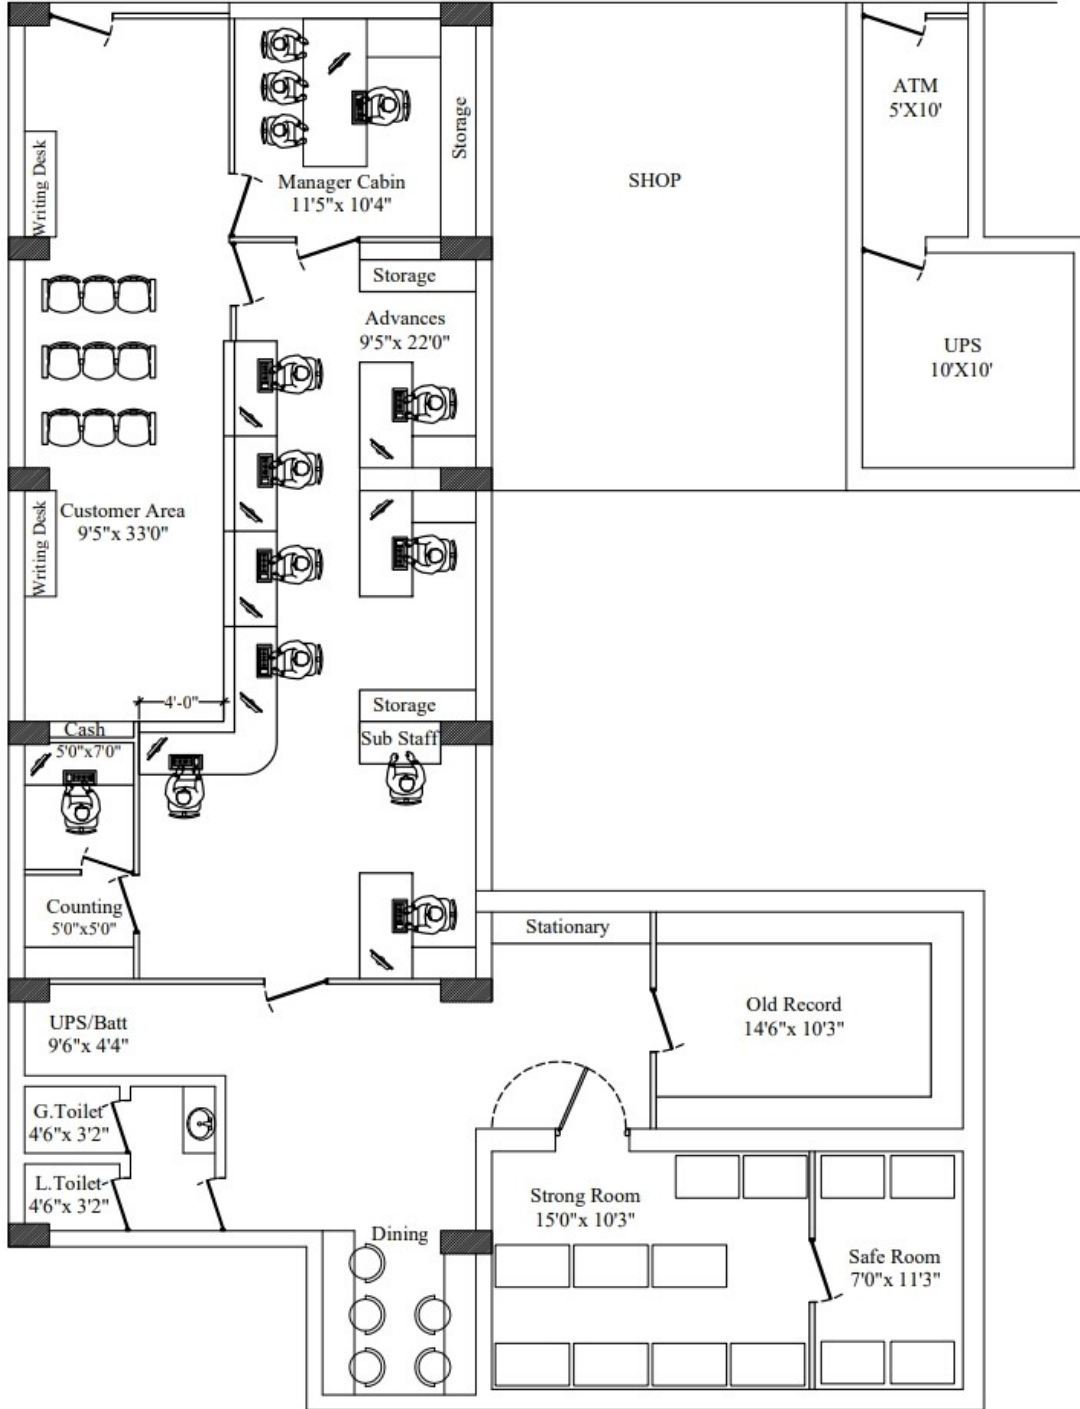 ATM
5'X10'
Storage
Writing Desk
Manager Cabin
11'5"x 10'4"
SHOP
Storage
Advances
9'5"x 22'0"
UPS
10'X10'
Customer Area
9'5"x 33'0"
Writing Desk
4'-0"
Storage
Cash
5'0"x7'0"
Sub Staff
Counting
5'0"x5'0"
Stationary
Old Record
14'6"x 10'3"
UPS/Batt
9'6"x 4'4"
G.Toilet
4'6"x 3'2"
L.Toilet
4'6"x 3'2"
Strong Room
15'0"x 10'3"
Dining
Safe Room
7'0"x 11'3"